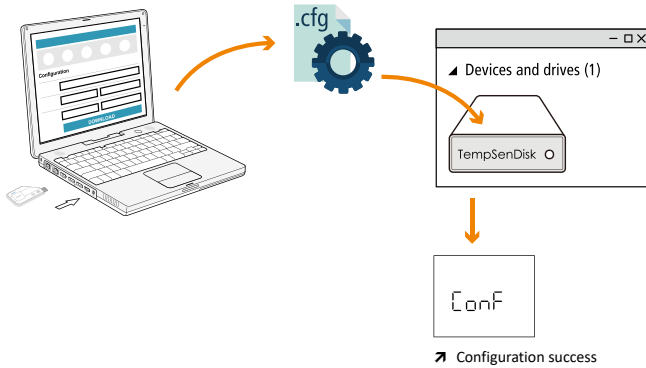 .cfg
Configuration
DOWNLOAD
Devices and drives (1)
TempSenDisk
ConF
Configuration success